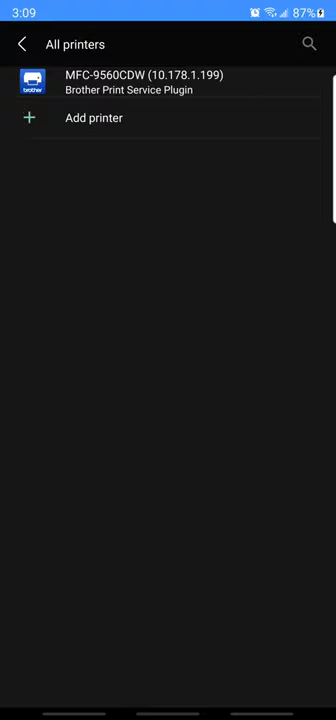 3:09
87%
All printers
MFC-9560CDW (10.178.1.199)
brother
Brother Print Service Plugin
Add printer